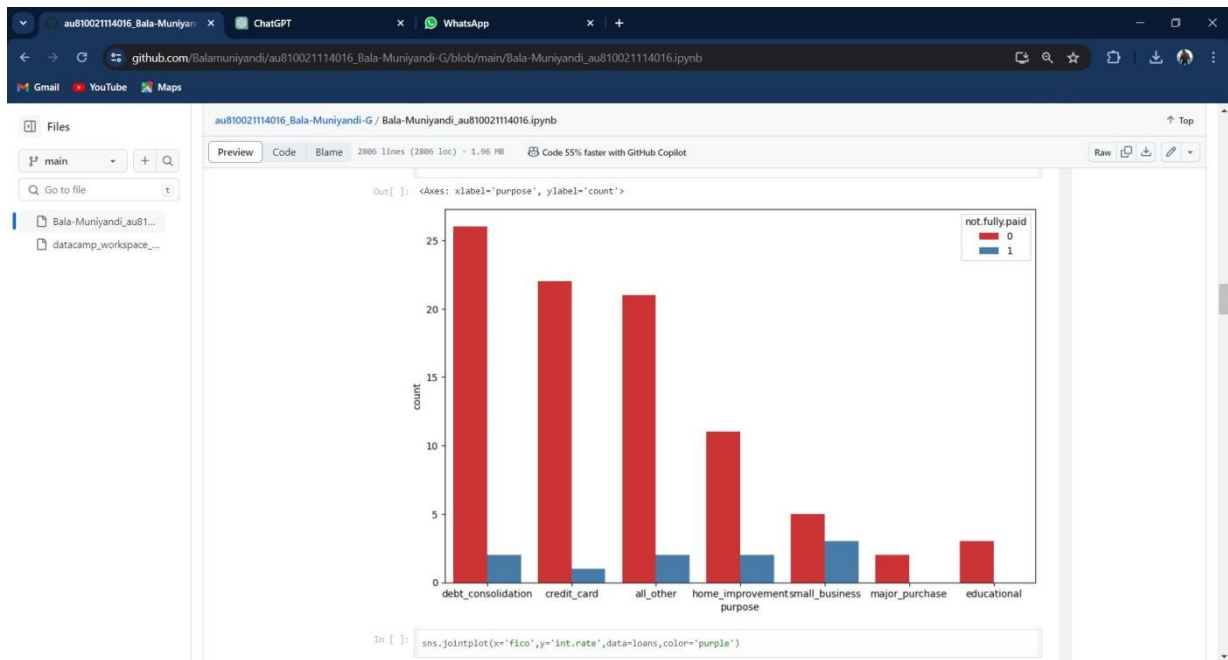 au810021114016_Bala-Muniyan
ChatGPT
WhatsApp
github.com/Balamuniyandi/au810021114016_Bala-Muniyandi-G/blob/main/Bala-Muniyandi_au810021114016.ipynb
Gmail YouTube Maps
Files
main
Go to file t
Bala-Muniyandi_au81...
datacamp_workspace_...
au810021114016_Bala-Muniyandi-G / Bala-Muniyandi_au810021114016.ipynb
Top
Preview Code Blame 2806 lines (2806 loc) · 1.96 MB Code 55% faster with GitHub Copilot Raw
Out[ ]: <Axes: xlabel='purpose', ylabel='count'>
not.fully.paid
0
1
25
20
15
10
5
0
count
debt_consolidation credit_card all_other home_improvement small_business major_purchase educational
purpose
In [ ]: sns.jointplot(x='fico',y='int.rate',data=loans,color='purple')